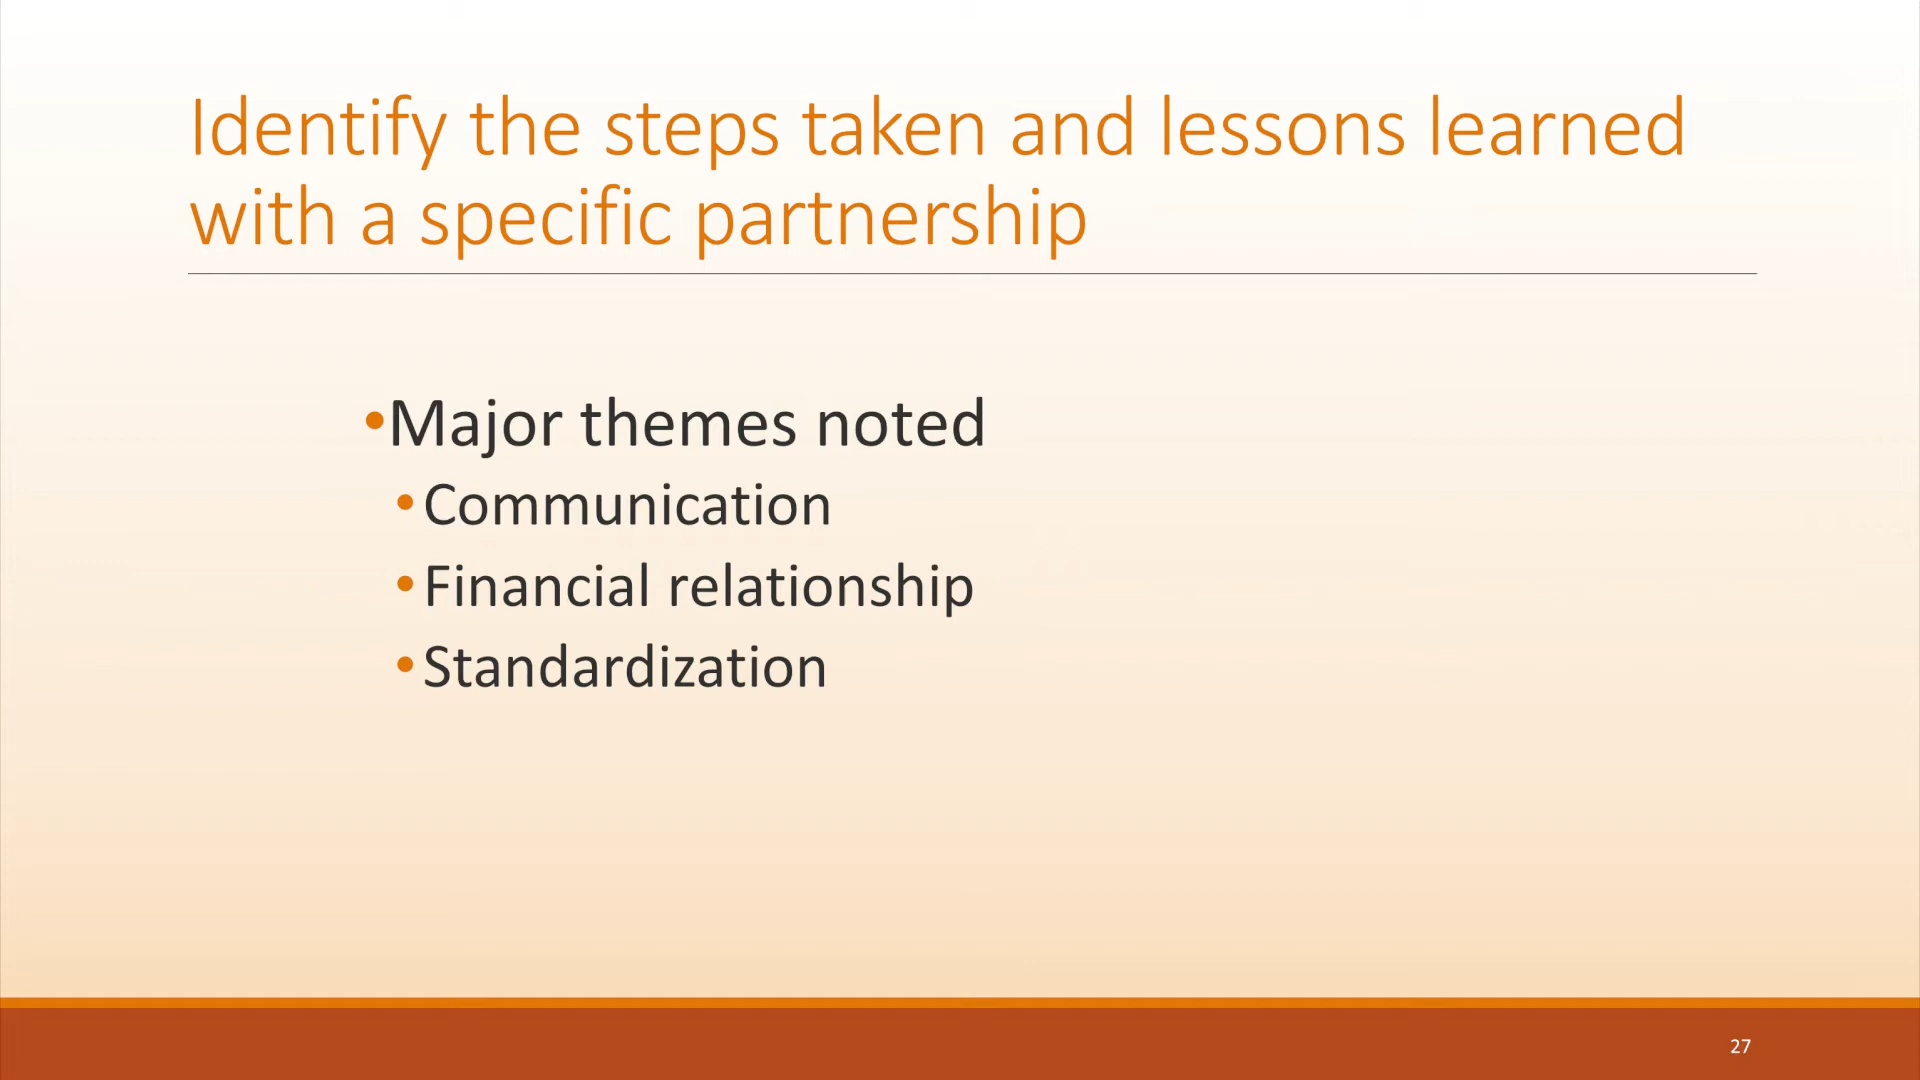 Identify the steps taken and lessons learned
with a specific partnership
•Major themes noted
•Communication
•Financial relationship
•Standardization
27